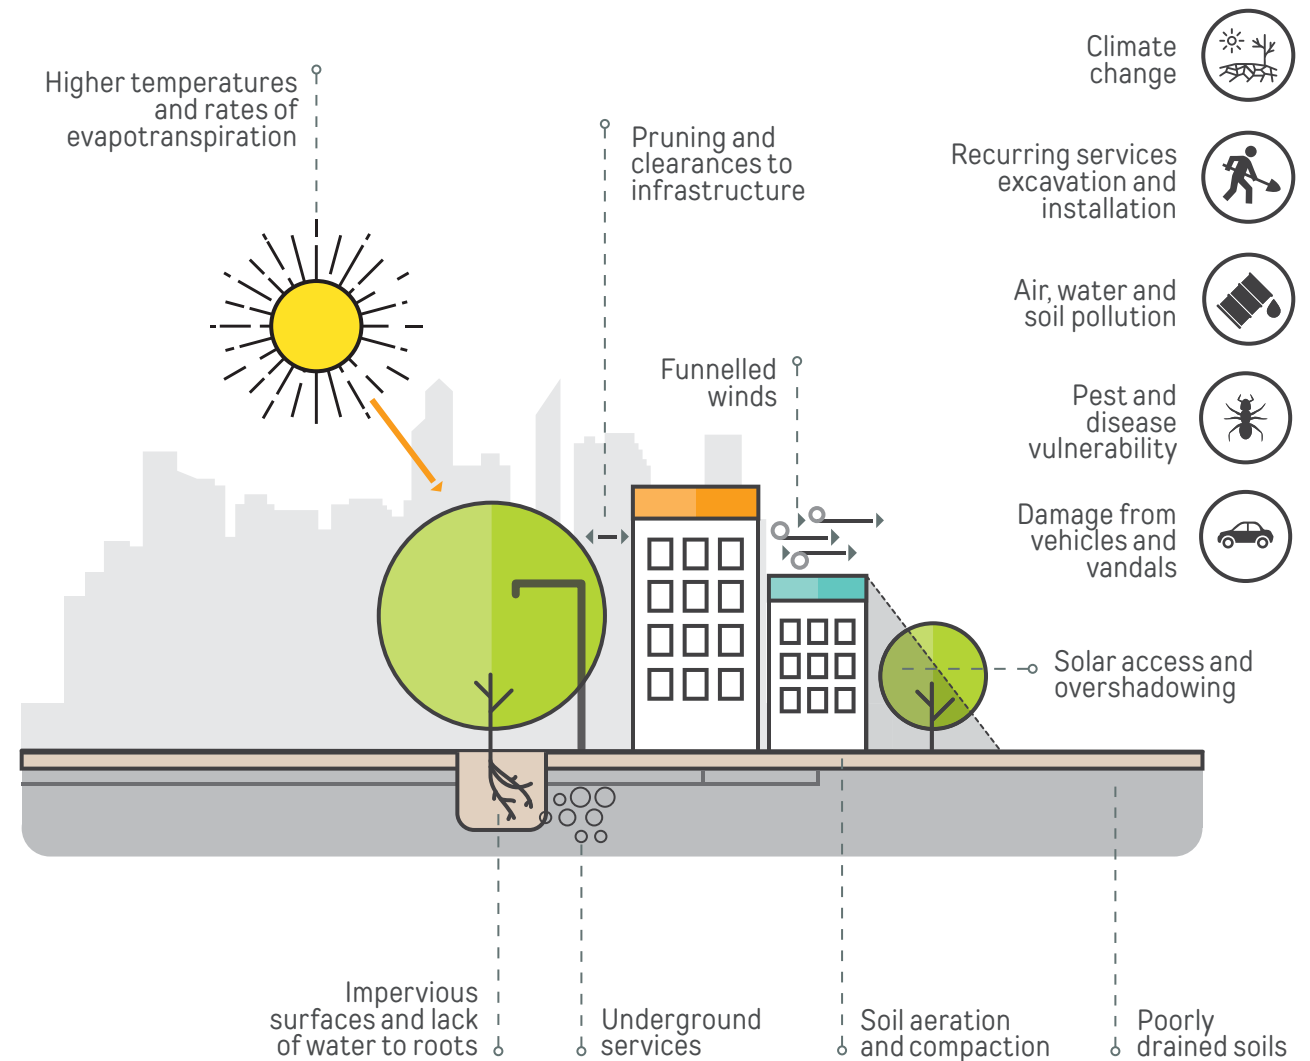 Higher temperatures
and rates of
evapotranspiration
Pruning and
clearances to
infrastructure
Funnelled
winds
Climate
change
Recurring services
excavation and
installation
Air, water and
soil pollution
Pest and
disease
vulnerability
Damage from
vehicles and
vandals
Solar access and
overshadowing
Impervious
surfaces and lack
of water to roots
Underground
services
Soil aeration
and compaction
Poorly
drained soils